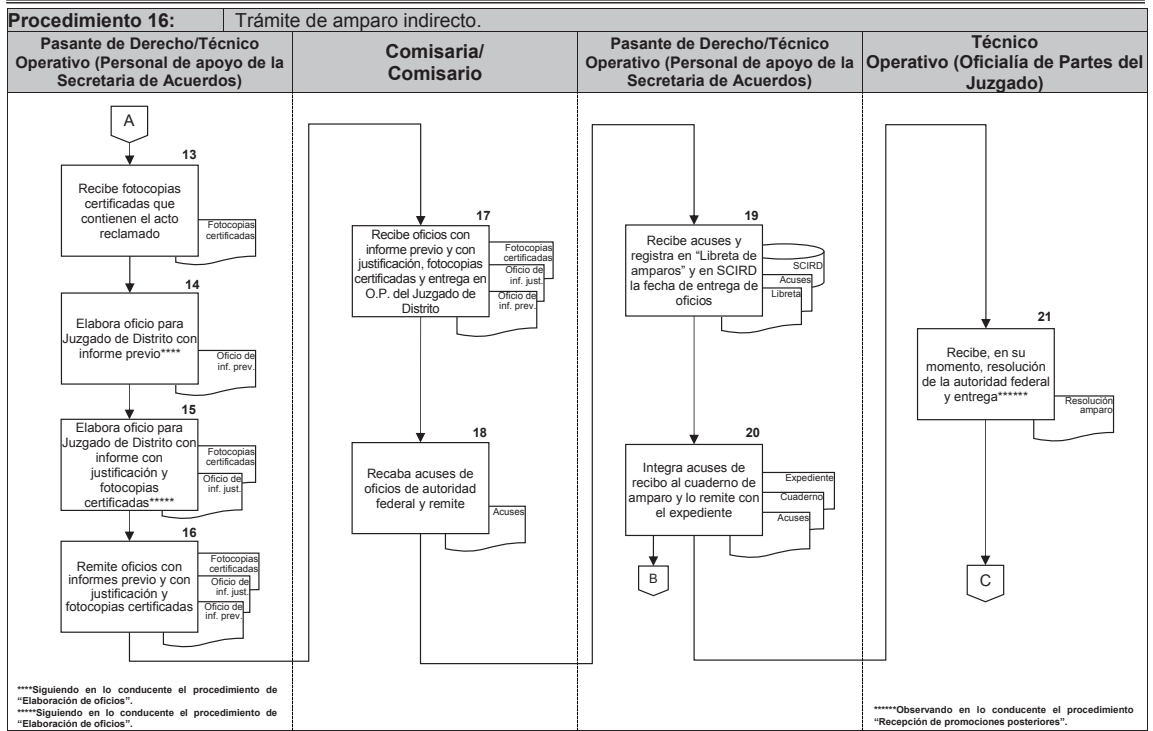 Procedimiento 16: Trámite de amparo indirecto.
Pasante de Derecho/Técnico
Operativo (Personal de apoyo de la
Secretaria de Acuerdos)
Comisaria/
Comisario
Pasante de Derecho/Técnico
Operativo (Personal de apoyo de la
Secretaria de Acuerdos)
Técnico
Operativo (Oficialía de Partes del
Juzgado)
A
13
Recibe fotocopias
certificadas que
contienen el acto
reclamado
Fotocopias
certificadas
14
Elabora oficio para
Juzgado de Distrito con
informe previo****
Oficio de
inf. prev.
15
Elabora oficio para
Juzgado de Distrito con
informe con
justificación y
fotocopias
certificadas*****
Fotocopias
certificadas
Oficio de
inf. just.
16
Remite oficios con
informes previo y con
justificación y
fotocopias certificadas
Fotocopias
certificadas
Oficio de
inf. just.
Oficio de
inf. prev.
****Siguiendo en lo conducente el procedimiento de
“Elaboración de oficios”.
*****Siguiendo en lo conducente el procedimiento de
“Elaboración de oficios”.
17
Recibe oficios con
informe previo y con
justificación, fotocopias
certificadas y entrega en
O.P. del Juzgado de
Distrito
Fotocopias
certificadas
Oficio de
inf. just.
Oficio de
inf. prev.
18
Recaba acuses de
oficios de autoridad
federal y remite
Acuses
19
Recibe acuses y
registra en “Libreta de
amparos” y en SCIRD
la fecha de entrega de
oficios
SCIRD
Acuses
Libreta
20
Integra acuses de
recibo al cuaderno de
amparo y lo remite con
el expediente
Expediente
Cuaderno
Acuses
B
21
Recibe, en su
momento, resolución
de la autoridad federal
y entrega******
Resolución
amparo
C
******Observando en lo conducente el procedimiento
“Recepción de promociones posteriores”.